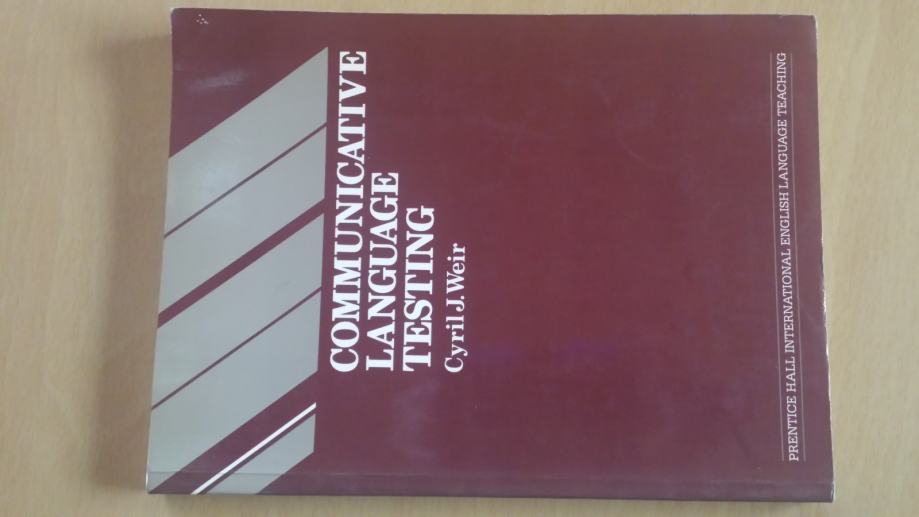 COMMUNICATIVE
LANGUAGE
TESTING
Cyril J. Weir
PRENTICE HALL INTERNATIONAL ENGLISH LANGUAGE TEACHING